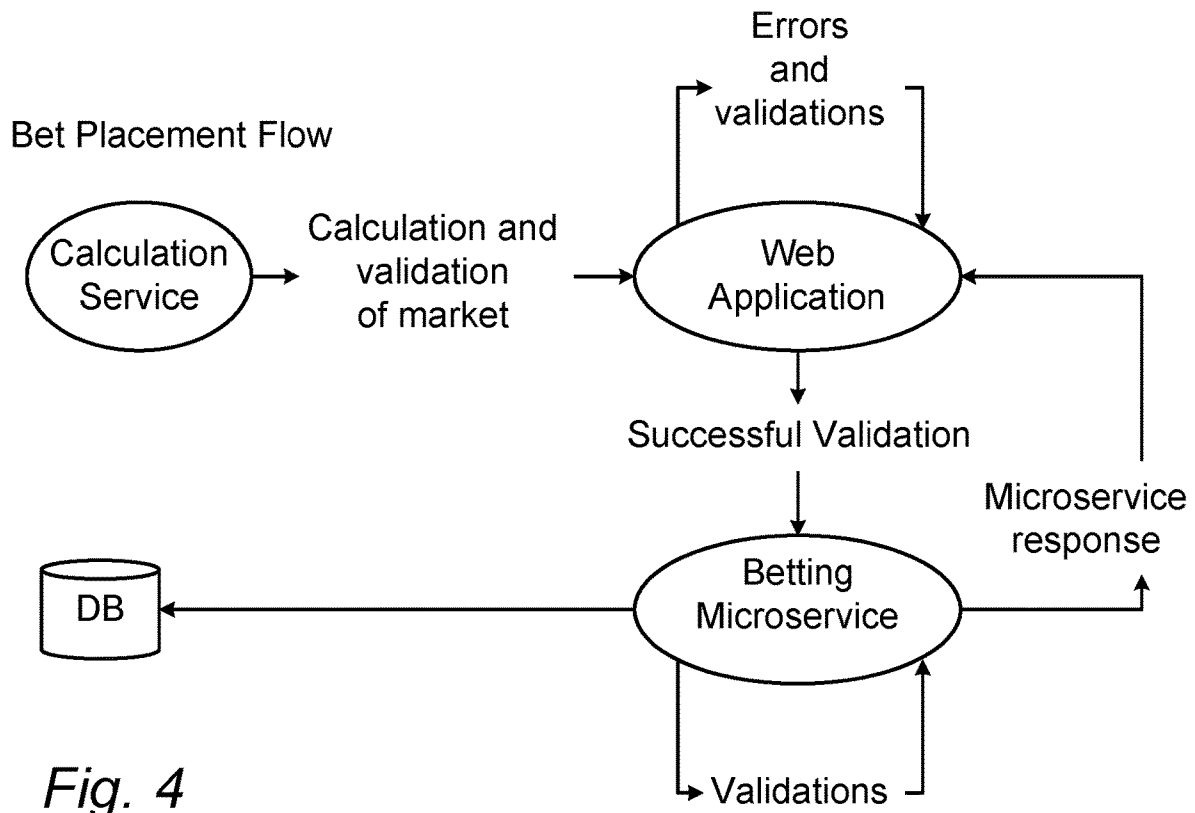 Errors
and
validations
Bet Placement Flow
Calculation
Service
Calculation and
validation
of market
Web
Application
Successful Validation
Microservice
response
DB
Betting
Microservice
Validations
Fig. 4